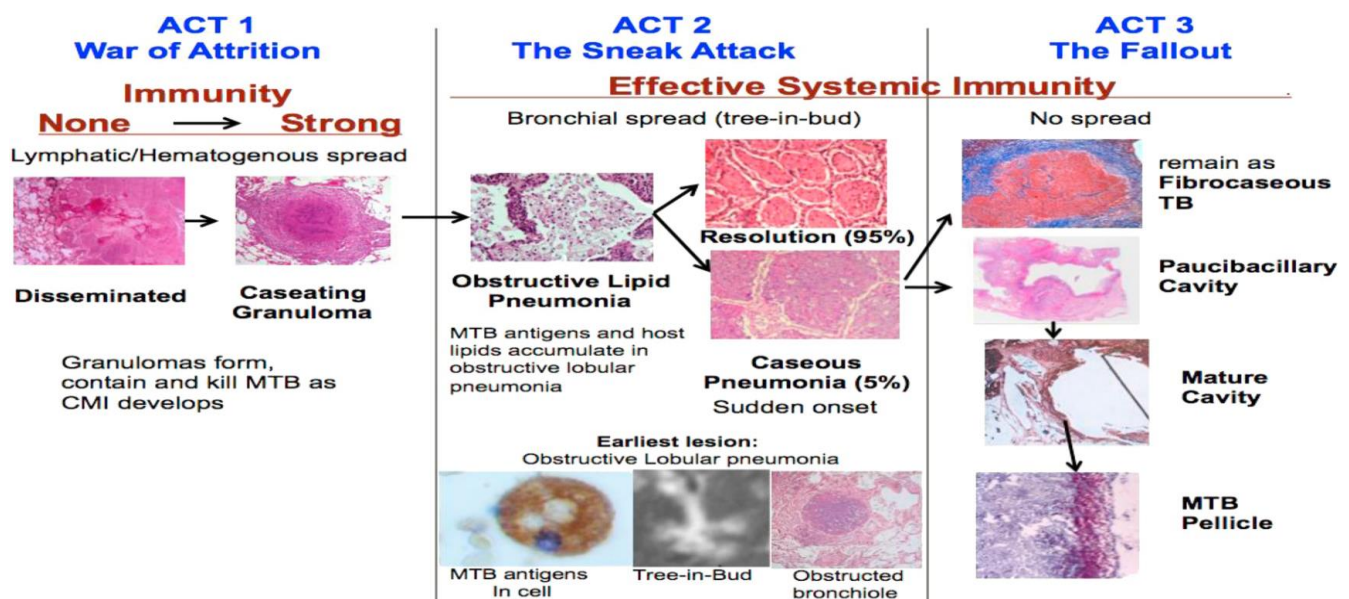 ACT 1
War of Attrition
Immunity
None Strong
Lymphatic/Hematogenous spread
Disseminated
Caseating
Granuloma
Granulomas form,
contain and kill MTB as
CMI develops
ACT 2
The Sneak Attack
Effective Systemic Immunity
Bronchial spread (tree-in-bud)
Obstructive Lipid
Pneumonia
MTB antigens and host
lipids accumulate in
obstructive lobular
pneumonia
Resolution (95%)
Caseous
Pneumonia (5%)
Sudden onset
Earliest lesion:
Obstructive Lobular pneumonia
MTB antigens
In cell
Tree-in-Bud
Obstructed
bronchiole
ACT 3
The Fallout
No spread
remain as
Fibrocaseous
TB
Paucibacillary
Cavity
Mature
Cavity
MTB
Pellicle